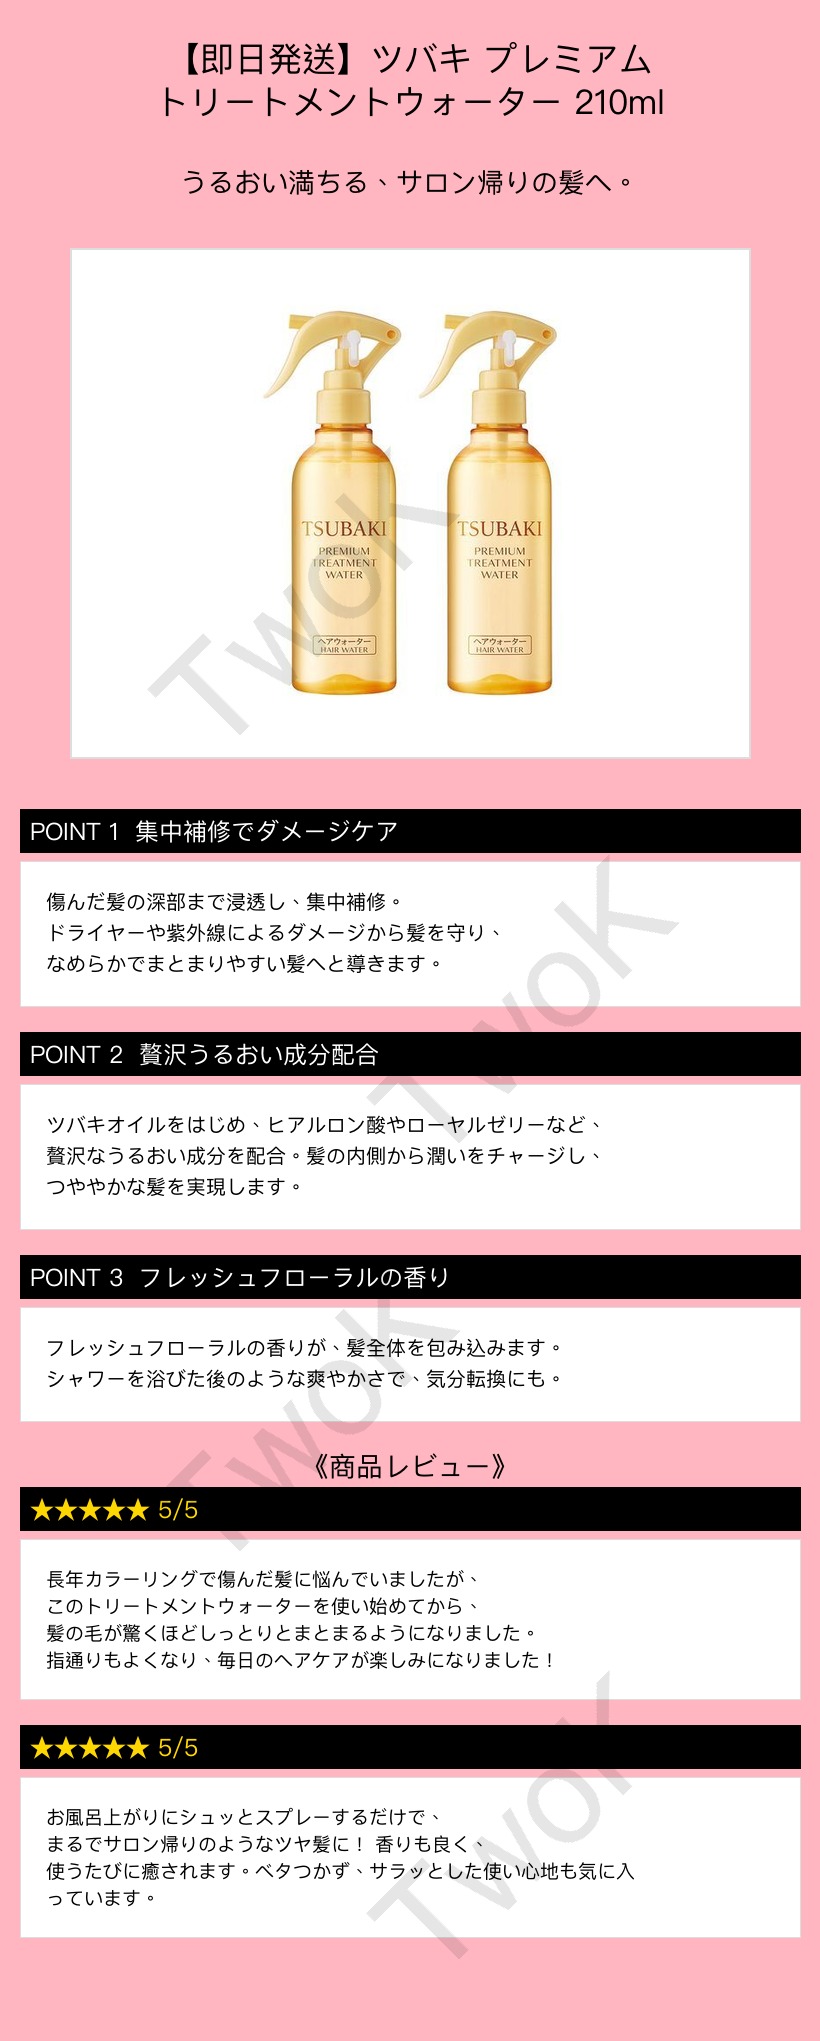 【即日発送】ツバキ プレミアム
トリートメントウォーター 210ml
うるおい満ちる、サロン帰りの髪へ。
TSUBAKI
PREMIUM
TREATMENT
WATER
ヘアウォーター
HAIR WATER
TSUBAKI
PREMIUM
TREATMENT
WATER
ヘアウォーター
HAIR WATER
TwoK
POINT 1 集中補修でダメージケア
傷んだ髪の深部まで浸透し、集中補修。
ドライヤーや紫外線によるダメージから髪を守り、
なめらかでまとまりやすい髪へと導きます。
TwoK
POINT 2 贅沢うるおい成分配合
ツバキオイルをはじめ、ヒアルロン酸やローヤルゼリーなど、
贅沢なうるおい成分を配合。髪の内側から潤いをチャージし、
つややかな髪を実現します。
POINT 3 フレッシュフローラルの香り
フレッシュフローラルの香りが、髪全体を包み込みます。
シャワーを浴びた後のような爽やかさで、気分転換にも。
TwoK
《商品レビュー》
★★★★★ 5/5
長年カラーリングで傷んだ髪に悩んでいましたが、
このトリートメントウォーターを使い始めてから、
髪の毛が驚くほどしっとりとまとまるようになりました。
指通りもよくなり、毎日のヘアケアが楽しみになりました！
★★★★★ 5/5
お風呂上がりにシュッとスプレーするだけで、
まるでサロン帰りのようなツヤ髪に！ 香りも良く、
使うたびに癒されます。ベタつかず、サラッとした使い心地も気に入
っています。
TwoK